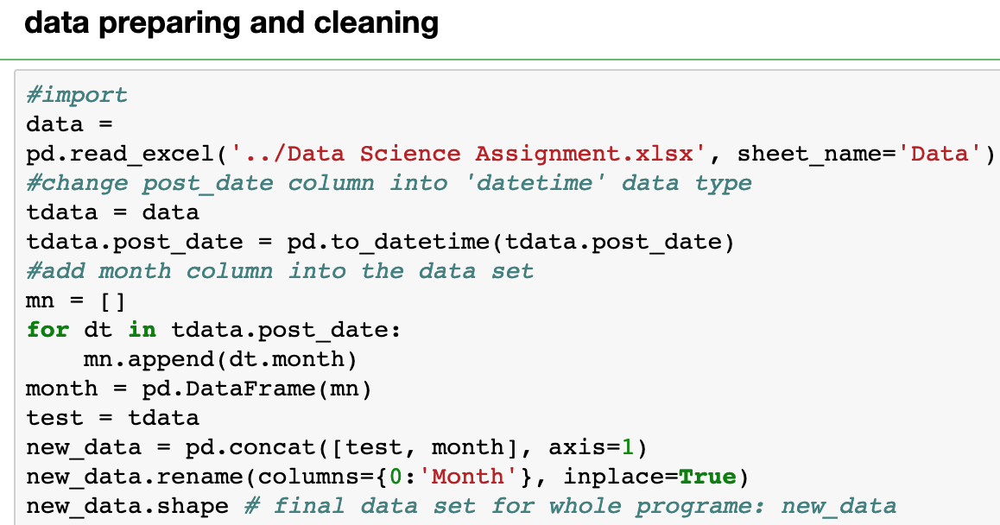 data preparing and cleaning
#import
data =
pd.read_excel('../Data Science Assignment.xlsx', sheet_name='Data')
#change post_date column into 'datetime' data type
tdata = data
tdata.post_date = pd.to_datetime(tdata.post_date)
#add month column into the data set
mn = []
for dt in tdata.post_date:
    mn.append(dt.month)
month = pd.DataFrame(mn)
test = tdata
new_data = pd.concat([test, month], axis=1)
new_data.rename(columns={0:'Month'}, inplace=True)
new_data.shape # final data set for whole programe: new_data